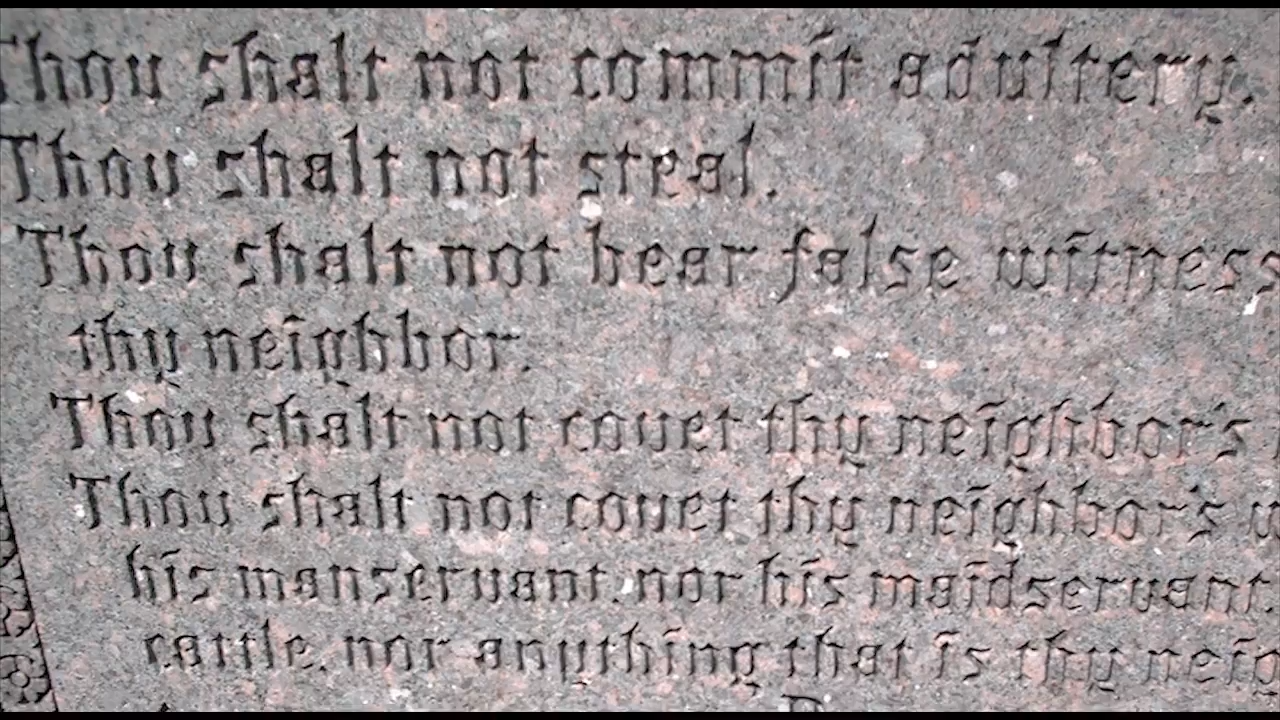 Thou shalt not commit adultery.
Thou shalt not steal.
Thou shalt not bear false witness
thy neighbor.
Thou shalt not covet thy neighbor's
Thou shalt not covet thy neighbor's
his manservant, nor his maidservant,
cattle, nor anything that is thy